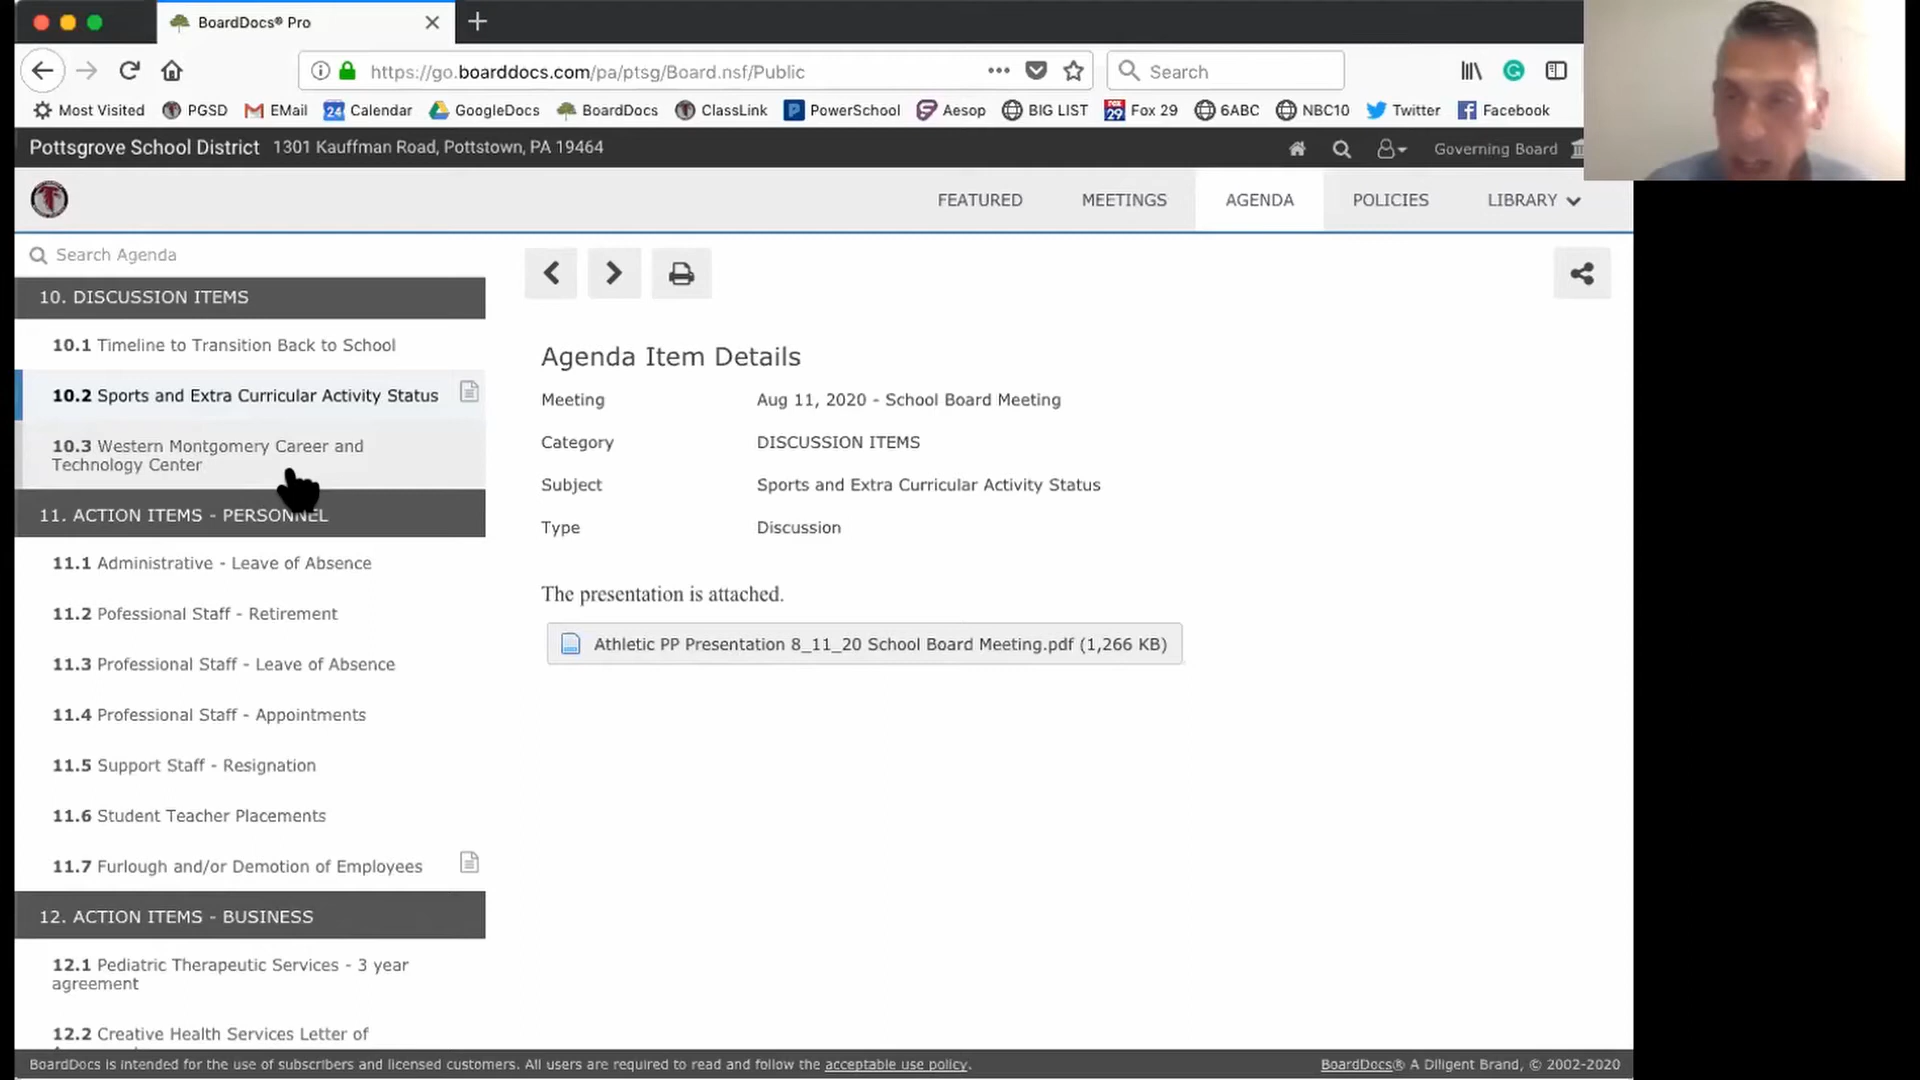 BoardDocs® Pro
https://go.boarddocs.com/pa/ptsg/Board.nsf/Public
Search
Most Visited PGSD EMail 24 Calendar GoogleDocs BoardDocs ClassLink PowerSchool Aesop BIG LIST FOX 29 Fox 29 6ABC NBC10 Twitter Facebook
Pottsgrove School District 1301 Kauffman Road, Pottstown, PA 19464
Governing Board
FEATURED MEETINGS AGENDA POLICIES LIBRARY
Search Agenda
10. DISCUSSION ITEMS
10.1 Timeline to Transition Back to School
10.2 Sports and Extra Curricular Activity Status
10.3 Western Montgomery Career and
Technology Center
11. ACTION ITEMS - PERSONNEL
11.1 Administrative - Leave of Absence
11.2 Pofessional Staff - Retirement
11.3 Professional Staff - Leave of Absence
11.4 Professional Staff - Appointments
11.5 Support Staff - Resignation
11.6 Student Teacher Placements
11.7 Furlough and/or Demotion of Employees
12. ACTION ITEMS - BUSINESS
12.1 Pediatric Therapeutic Services - 3 year
agreement
12.2 Creative Health Services Letter of
Agenda Item Details
Meeting Aug 11, 2020 - School Board Meeting
Category DISCUSSION ITEMS
Subject Sports and Extra Curricular Activity Status
Type Discussion
The presentation is attached.
Athletic PP Presentation 8_11_20 School Board Meeting.pdf (1,266 KB)
BoardDocs is intended for the use of subscribers and licensed customers. All users are required to read and follow the acceptable use policy.
BoardDocs® A Diligent Brand, © 2002-2020